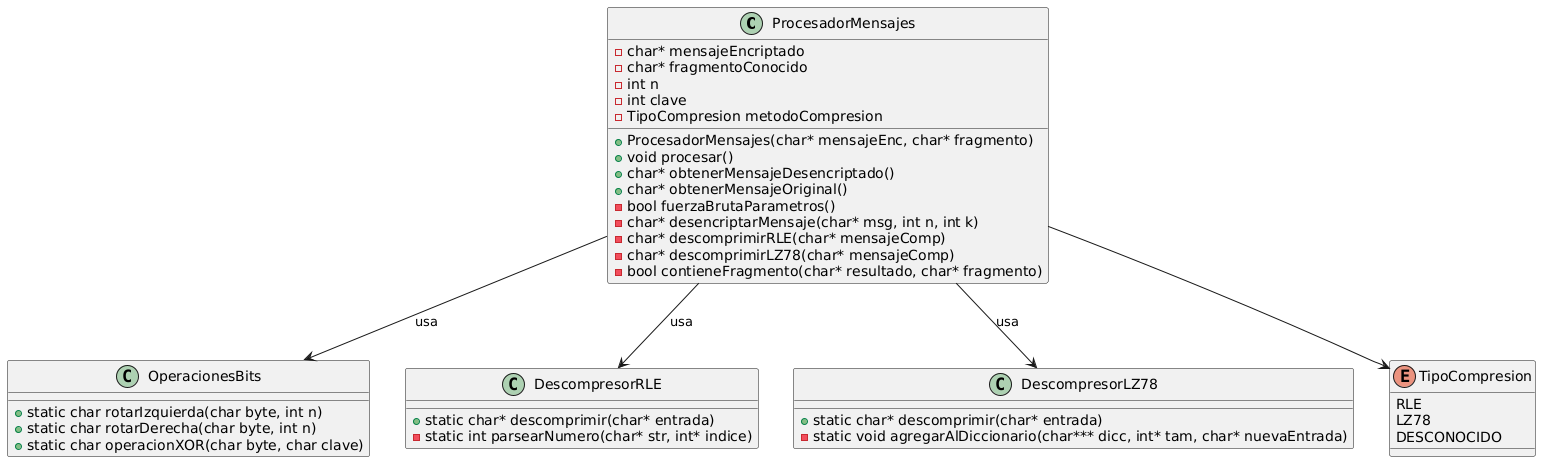 C ProcesadorMensajes
char* mensajeEncriptado
char* fragmentoConocido
int n
int clave
TipoCompresion metodoCompresion
ProcesadorMensajes(char* mensajeEnc, char* fragmento)
void procesar()
char* obtenerMensajeDesencriptado()
char* obtenerMensajeOriginal()
bool fuerzaBrutaParametros()
char* desencriptarMensaje(char* msg, int n, int k)
char* descomprimirRLE(char* mensajeComp)
char* descomprimirLZ78(char* mensajeComp)
bool contieneFragmento(char* resultado, char* fragmento)
usa
usa
usa
C OperacionesBits
static char rotarIzquierda(char byte, int n)
static char rotarDerecha(char byte, int n)
static char operacionXOR(char byte, char clave)
C DescompresorRLE
static char* descomprimir(char* entrada)
static int parsearNumero(char* str, int* indice)
C DescompresorLZ78
static char* descomprimir(char* entrada)
static void agregarAlDiccionario(char*** dicc, int* tam, char* nuevaEntrada)
E TipoCompresion
RLE
LZ78
DESCONOCIDO